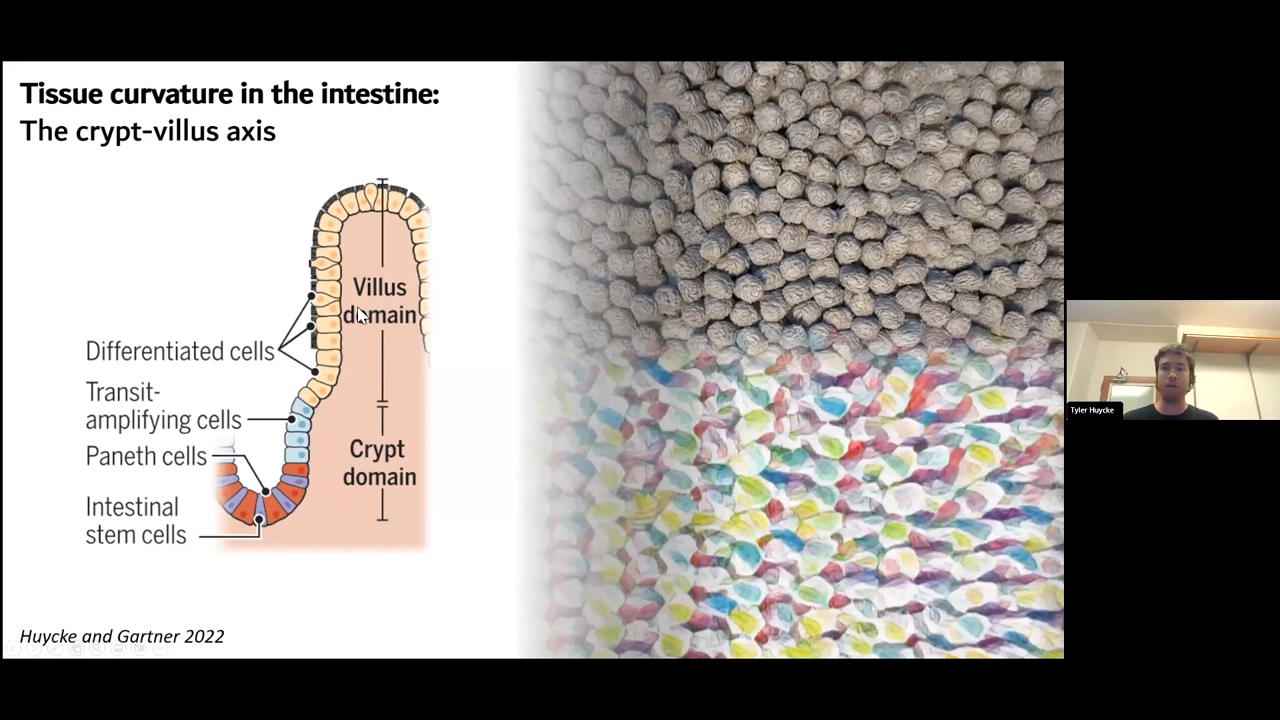 Tissue curvature in the intestine:
The crypt-villus axis
Villus
domain
Differentiated cells
Transit-
amplifying cells
Paneth cells
Crypt
domain
Intestinal
stem cells
Huycke and Gartner 2022
Tyler Huycke